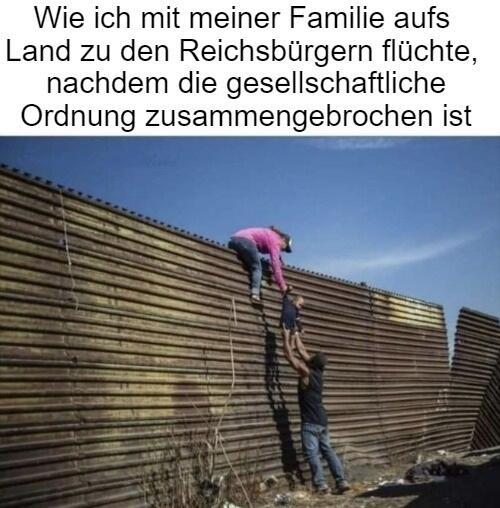 Wie ich mit meiner Familie aufs
Land zu den Reichsbürgern flüchte,
nachdem die gesellschaftliche
Ordnung zusammengebrochen ist